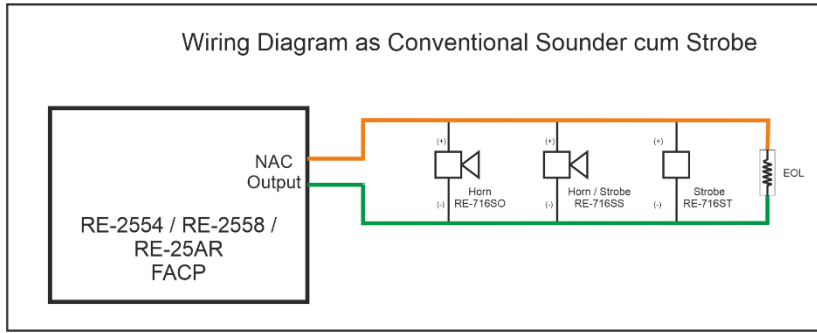 Wiring Diagram as Conventional Sounder cum Strobe
NAC
Output
RE-2554 / RE-2558 /
RE-25AR
FACP
(+)
(+)
(+)
Horn
RE-716SO
Horn / Strobe
RE-716SS
Strobe
RE-716ST
(-)
(-)
(-)
EOL